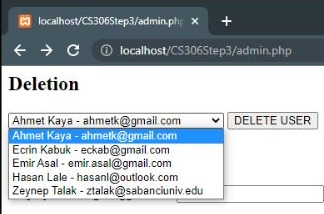 localhost/CS306Step3/admin.php
localhost/CS306Step3/admin.php
Deletion
Ahmet Kaya - ahmetk@gmail.com
DELETE USER
Ahmet Kaya - ahmetk@gmail.com
Ecrin Kabuk - eckab@gmail.com
Emir Asal - emir.asal@gmail.com
Hasan Lale - hasanl@outlook.com
Zeynep Talak - ztalak@sabanciuniv.edu